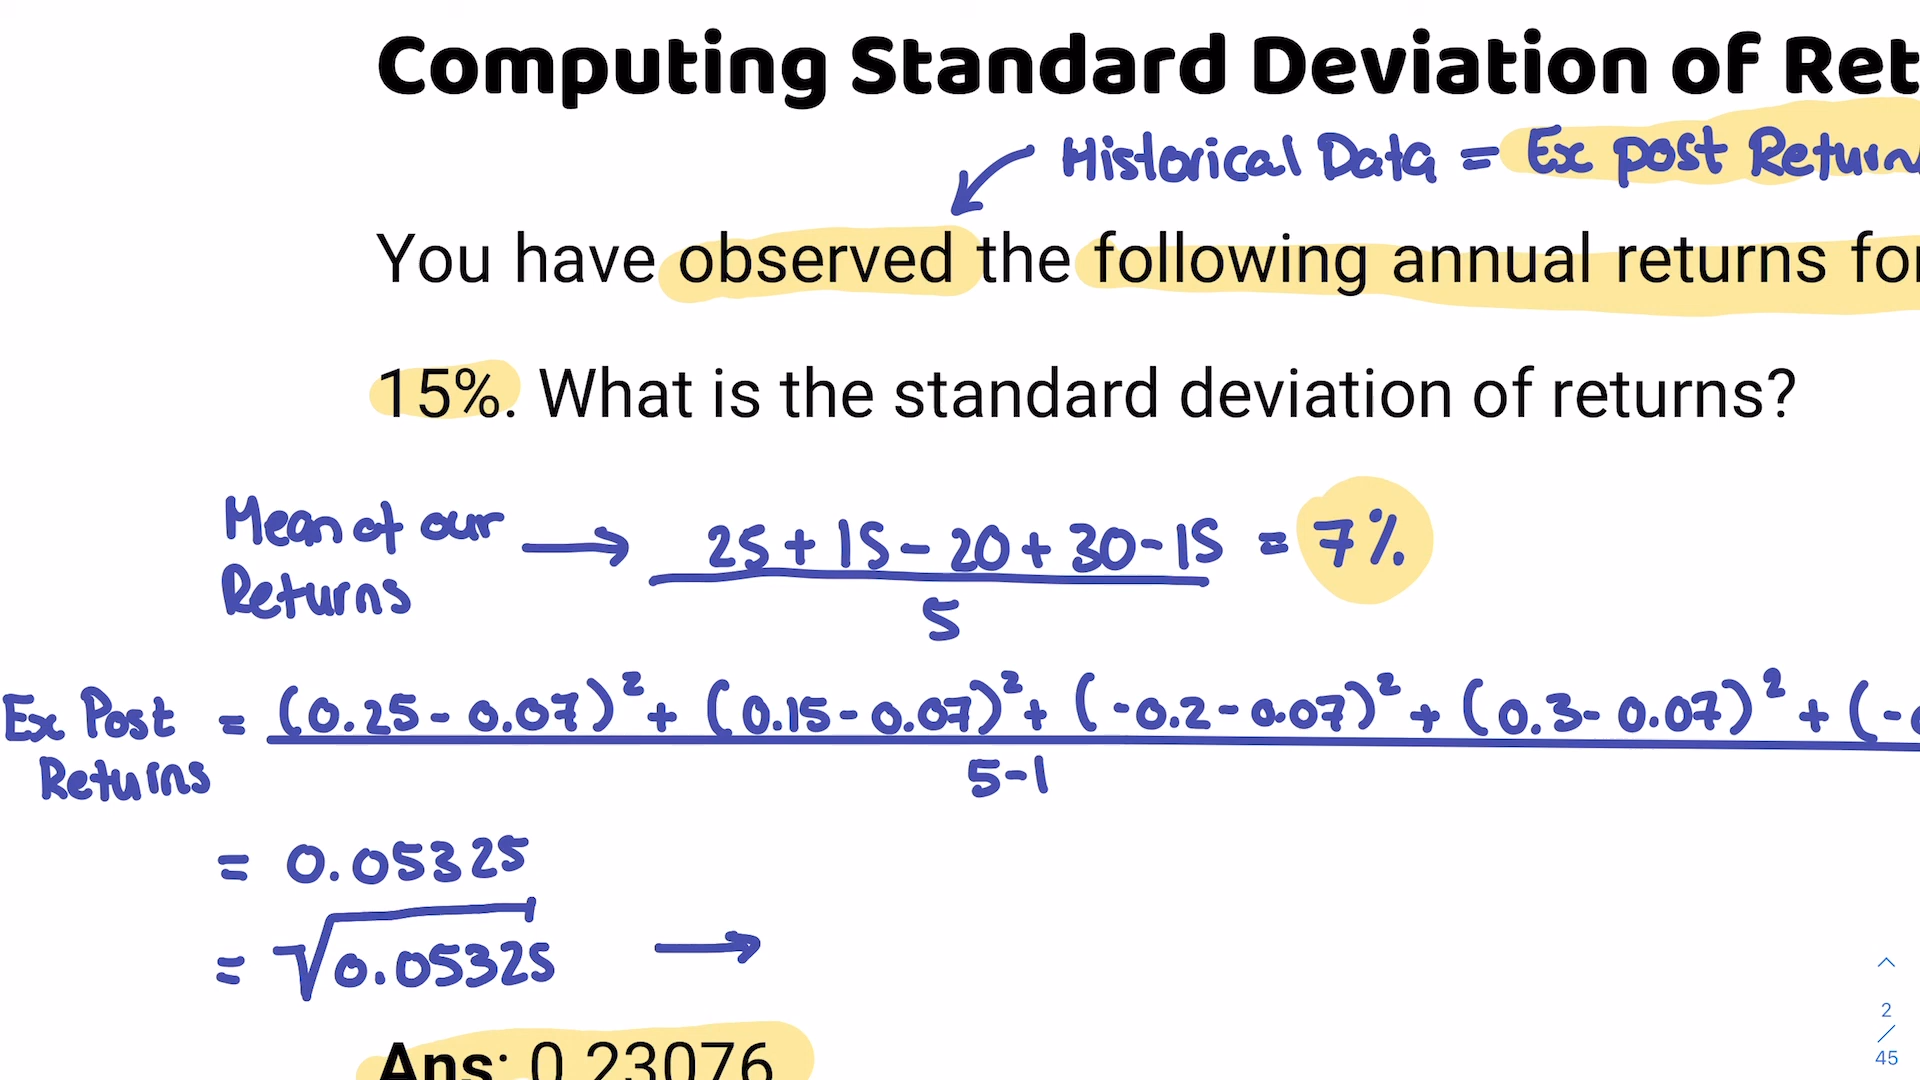 Computing Standard Deviation of Ret
Historical Data = Ex post Return
You have observed the following annual returns for
15%. What is the standard deviation of returns?
Mean of our Returns → 25 + 15 - 20 + 30 - 15 = 7%
5
Ex Post Returns = (0.25 - 0.07)² + (0.15 - 0.07)² + (-0.2 - 0.07)² + (0.3 - 0.07)² + (-0
5-1
= 0.05325
= √0.05325 →
Ans: 0.23076
2
/
45